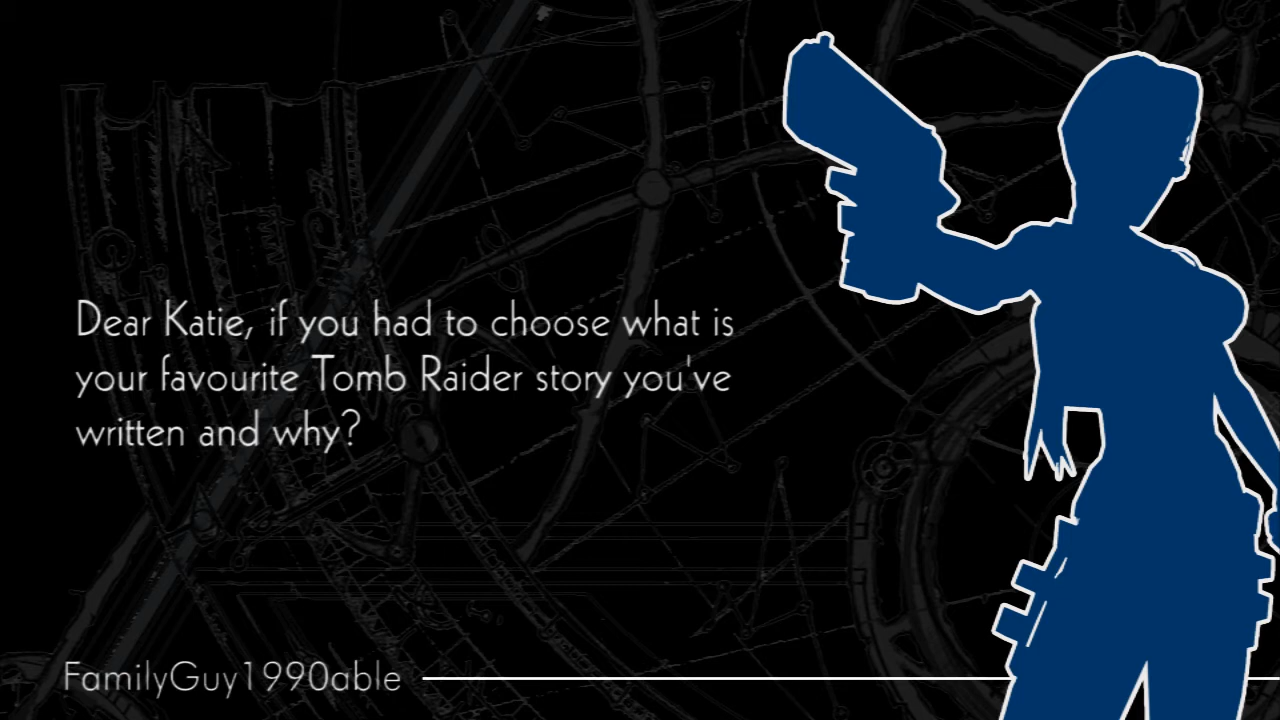 Dear Katie, if you had to choose what is
your favourite Tomb Raider story you've
written and why?
FamilyGuy1990able